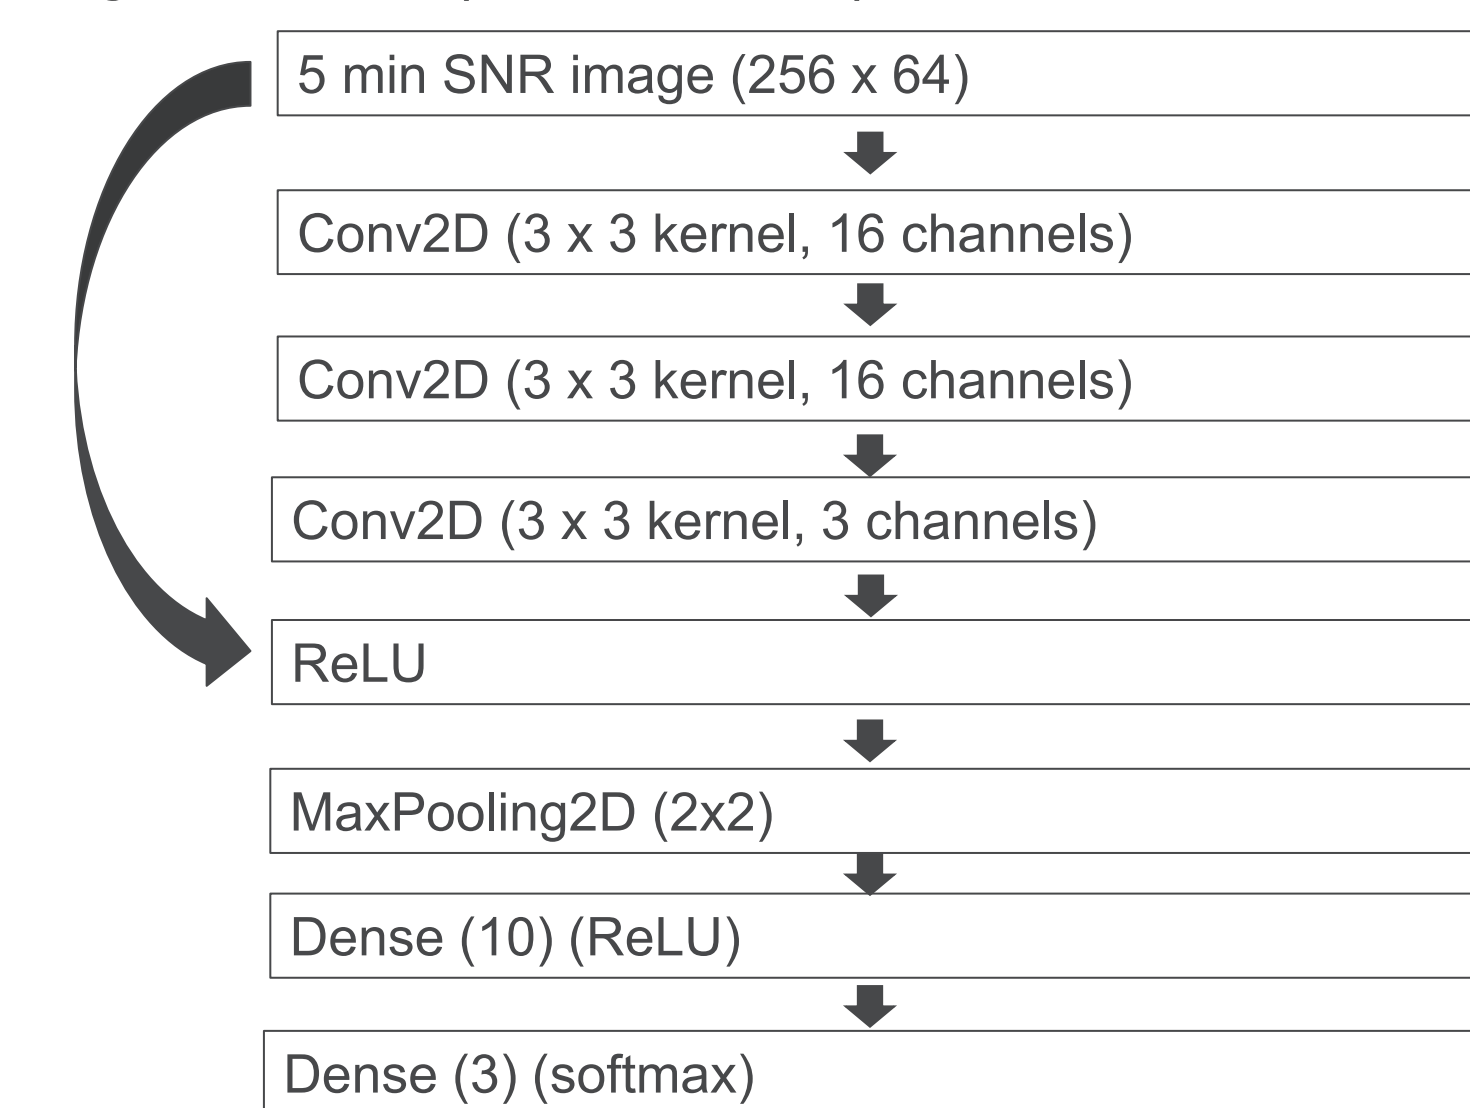 5 min SNR image (256 x 64)
Conv2D (3 x 3 kernel, 16 channels)
Conv2D (3 x 3 kernel, 16 channels)
Conv2D (3 x 3 kernel, 3 channels)
ReLU
MaxPooling2D (2x2)
Dense (10) (ReLU)
Dense (3) (softmax)